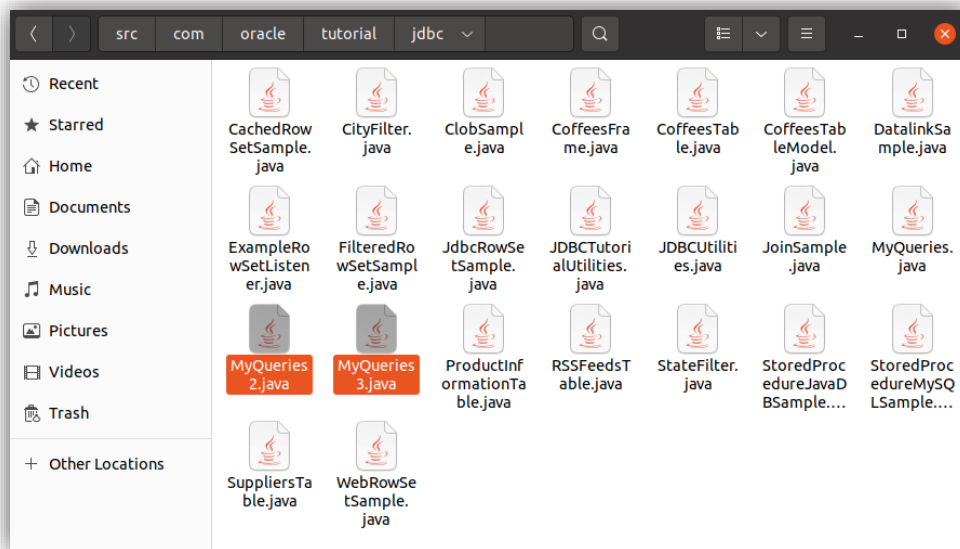 src com oracle tutorial jdbc
Recent
Starred
Home
Documents
Downloads
Music
Pictures
Videos
Trash
+ Other Locations
CachedRow
SetSample.
java
CityFilter.
java
ClobSampl
e.java
CoffeesFra
me.java
CoffeesTab
le.java
CoffeesTab
leModel.
java
DatalinkSa
mple.java
ExampleRo
wSetListen
er.java
FilteredRo
wSetSampl
e.java
JdbcRowSe
tSample.
java
JDBCTutori
alUtilities.
java
JDBCUtiliti
es.java
JoinSample
.java
MyQueries.
java
MyQueries
2.java
MyQueries
3.java
ProductInf
ormationTa
ble.java
RSSFeedsT
able.java
StateFilter.
java
StoredProc
edureJavaD
BSample....
StoredProc
edureMySQ
LSample....
SuppliersTa
ble.java
WebRowSe
tSample.
java